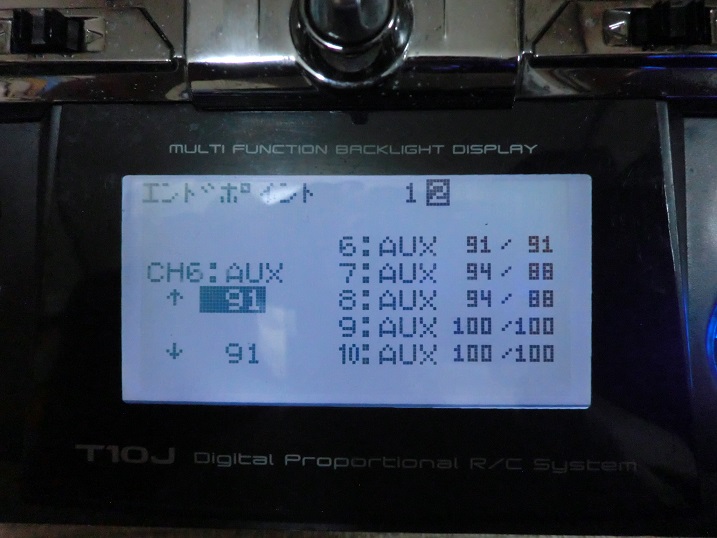 MULTI FUNCTION BACKLIGHT DISPLAY
エンドポイント 1 2
6:AUX 91/ 91
CH6:AUX 7:AUX 94/ 88
↑ 91 8:AUX 94/ 88
9:AUX 100/100
↓ 91 10:AUX 100/100
T10J Digital Proportional R/C System